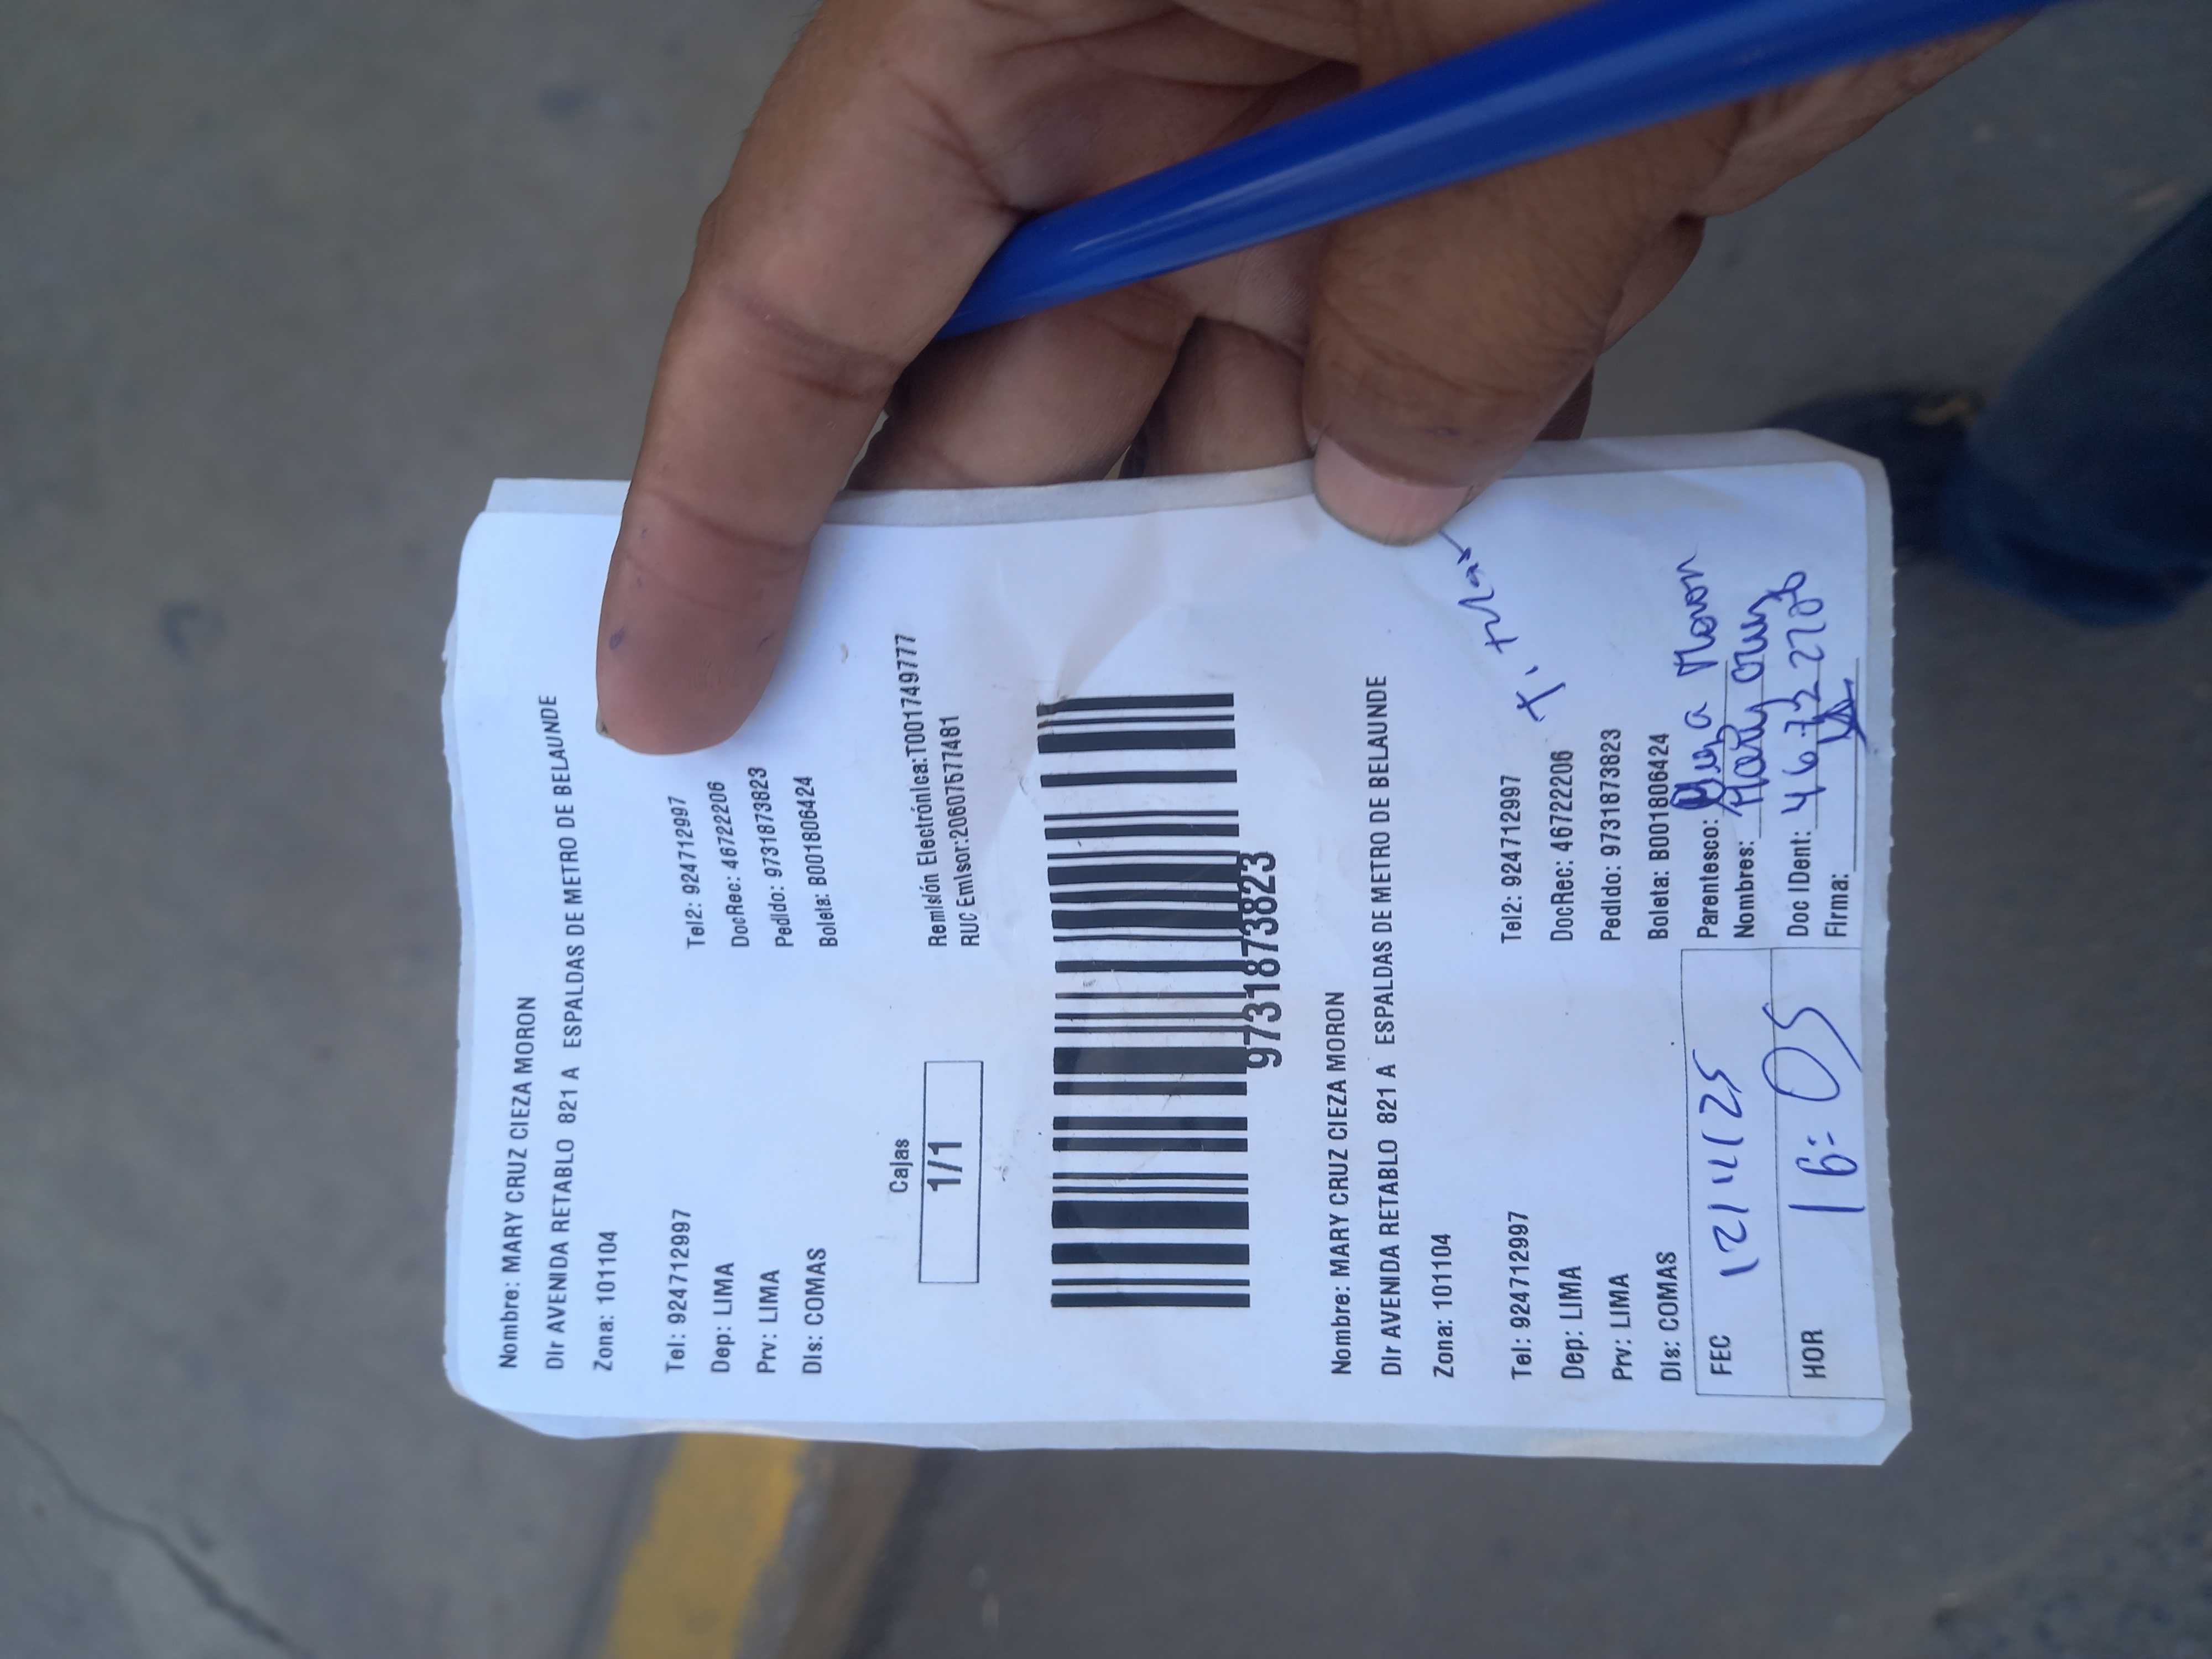 Nombre: MARY CRUZ CIEZA MORON
Dir AVENIDA RETABLO 821 A ESPALDAS DE METRO DE BELAUNDE
Zona: 101104
Tel: 924712997 Tel2: 924712997
Dep: LIMA DocRec: 46722206
Prv: LIMA Pedido: 9731873823
Dis: COMAS Boleta: B001806424
Cajas
1/1
Remisión Electrónica:T001749777
RUC Emisor:20607577481
9731873823
Nombre: MARY CRUZ CIEZA MORON
Dir AVENIDA RETABLO 821 A ESPALDAS DE METRO DE BELAUNDE
Zona: 101104
Tel: 924712997 Tel2: 924712997
Dep: LIMA DocRec: 46722206
Prv: LIMA Pedido: 9731873823
Dis: COMAS Boleta: B001806424
Parentesco: Moron
Nombres: Mary Cruz
Doc IDent: 46722206
Firma:
FEC 12/11/25
HOR 16:05